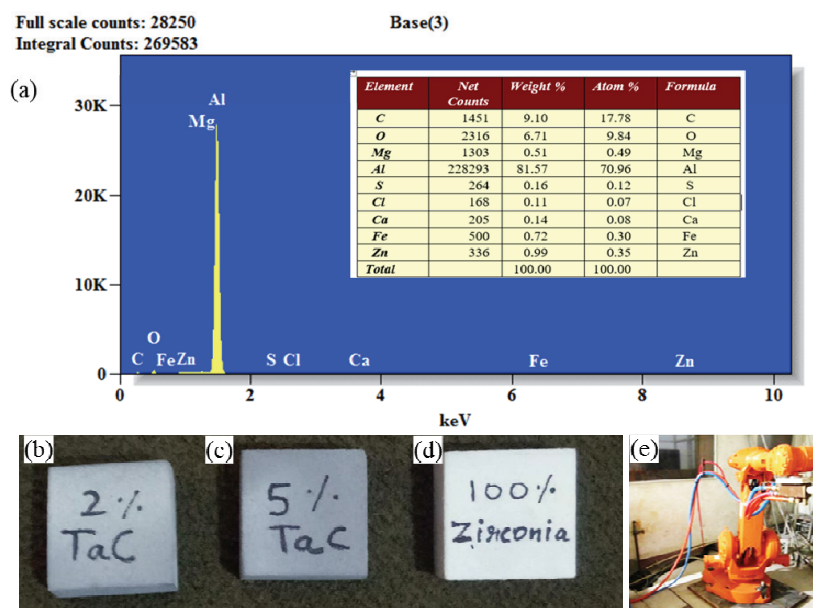 Full scale counts: 28250
Base(3)
Integral Counts: 269583
(a)
30K
20K
10K
0
Al
Mg
O
C
Fe
Zn
S
Cl
Ca
Fe
Zn
Element Net Counts Weight % Atom % Formula
C 1451 9.10 17.78 C
O 2316 6.71 9.84 O
Mg 1303 0.51 0.49 Mg
Al 228293 81.57 70.96 Al
S 264 0.16 0.12 S
Cl 168 0.11 0.07 Cl
Ca 205 0.14 0.08 Ca
Fe 500 0.72 0.30 Fe
Zn 336 0.99 0.35 Zn
Total 100.00 100.00
0 2 4 6 8 10
keV
(b)
2%
TaC
(c)
5%
TaC
(d)
100%
Zirconia
(e)